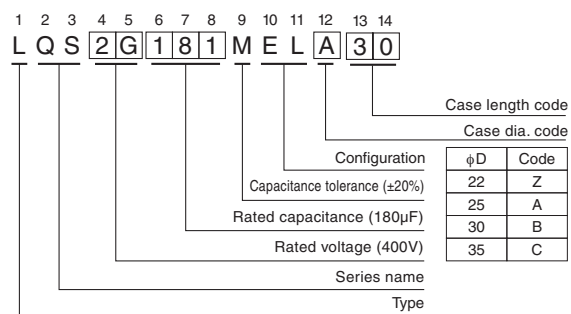 1 2 3 4 5 6 7 8 9 10 11 12 13 14
L Q S 2 G 1 8 1 M E L A 3 0
Case length code
Case dia. code
Configuration
Capacitance tolerance (±20%)
Rated capacitance (180µF)
Rated voltage (400V)
Series name
Type
ϕD Code
22 Z
25 A
30 B
35 C